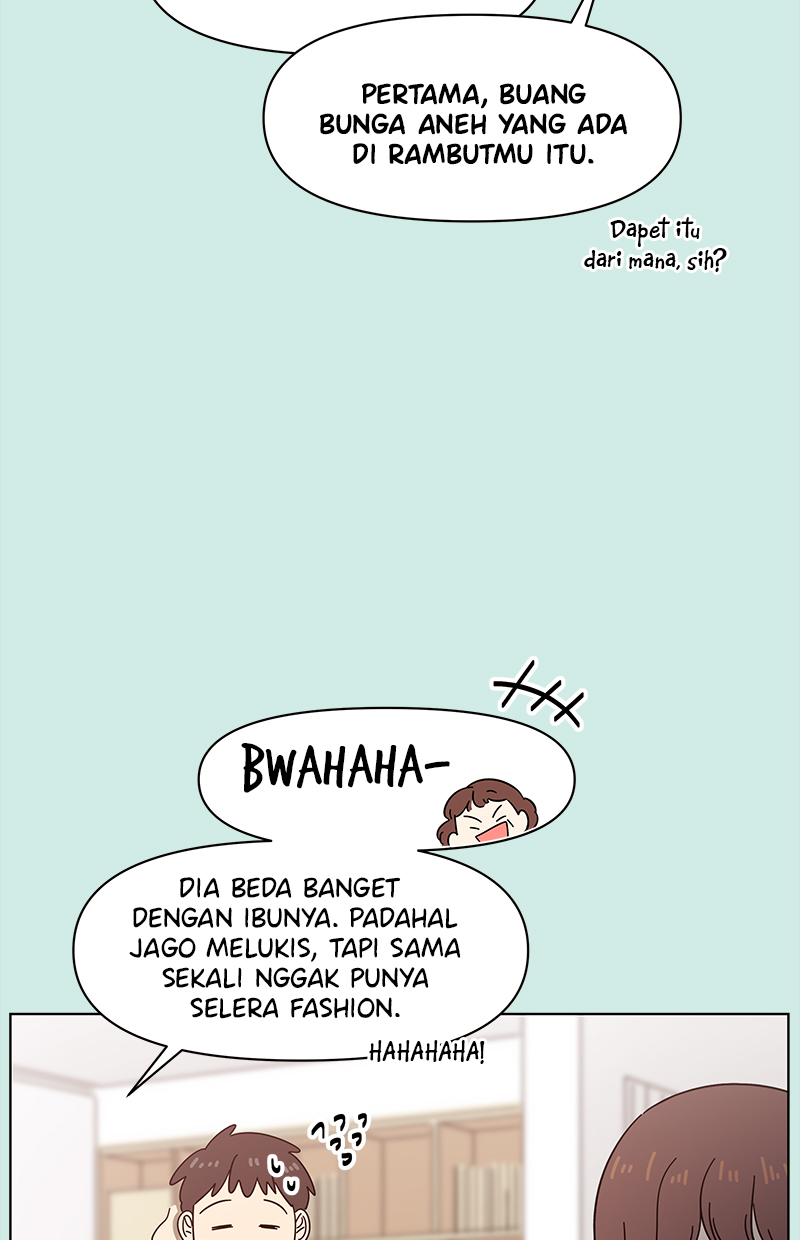 PERTAMA, BUANG
BUNGA ANEH YANG ADA
DI RAMBUTMU ITU.
Dapet itu
dari mana, sih?
BWAHAHA-
DIA BEDA BANGET
DENGAN IBUNYA. PADAHAL
JAGO MELUKIS, TAPI SAMA
SEKALI NGGAK PUNYA
SELERA FASHION.
HAHAHAHA!